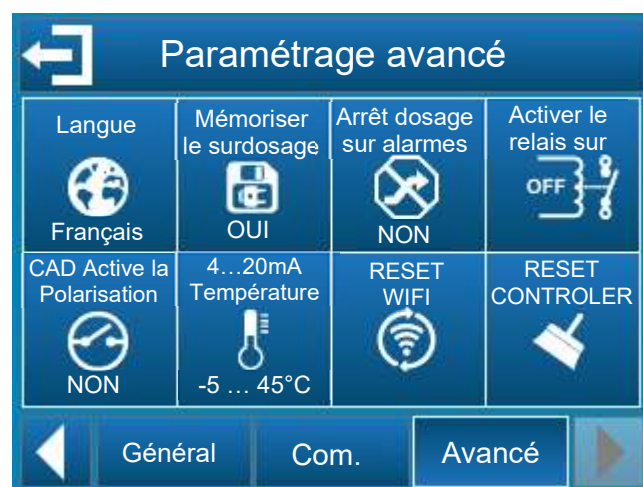 Paramétrage avancé
Langue
Français
Mémoriser
le surdosage
OUI
Arrêt dosage
sur alarmes
NON
Activer le
relais sur
OFF
CAD Active la
Polarisation
NON
4…20mA
Température
-5 … 45°C
RESET
WIFI
RESET
CONTROLER
Général
Com.
Avancé